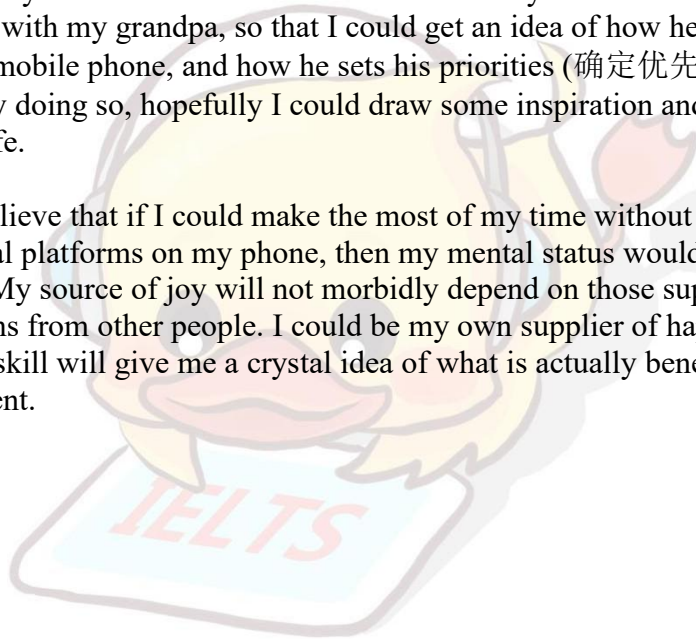 with my grandpa, so that I could get an idea of how he
mobile phone, and how he sets his priorities (确定优先
y doing so, hopefully I could draw some inspiration and
fe.
lieve that if I could make the most of my time without
al platforms on my phone, then my mental status would
My source of joy will not morbidly depend on those sup
ns from other people. I could be my own supplier of ha
skill will give me a crystal idea of what is actually bene
ent.
IELTS